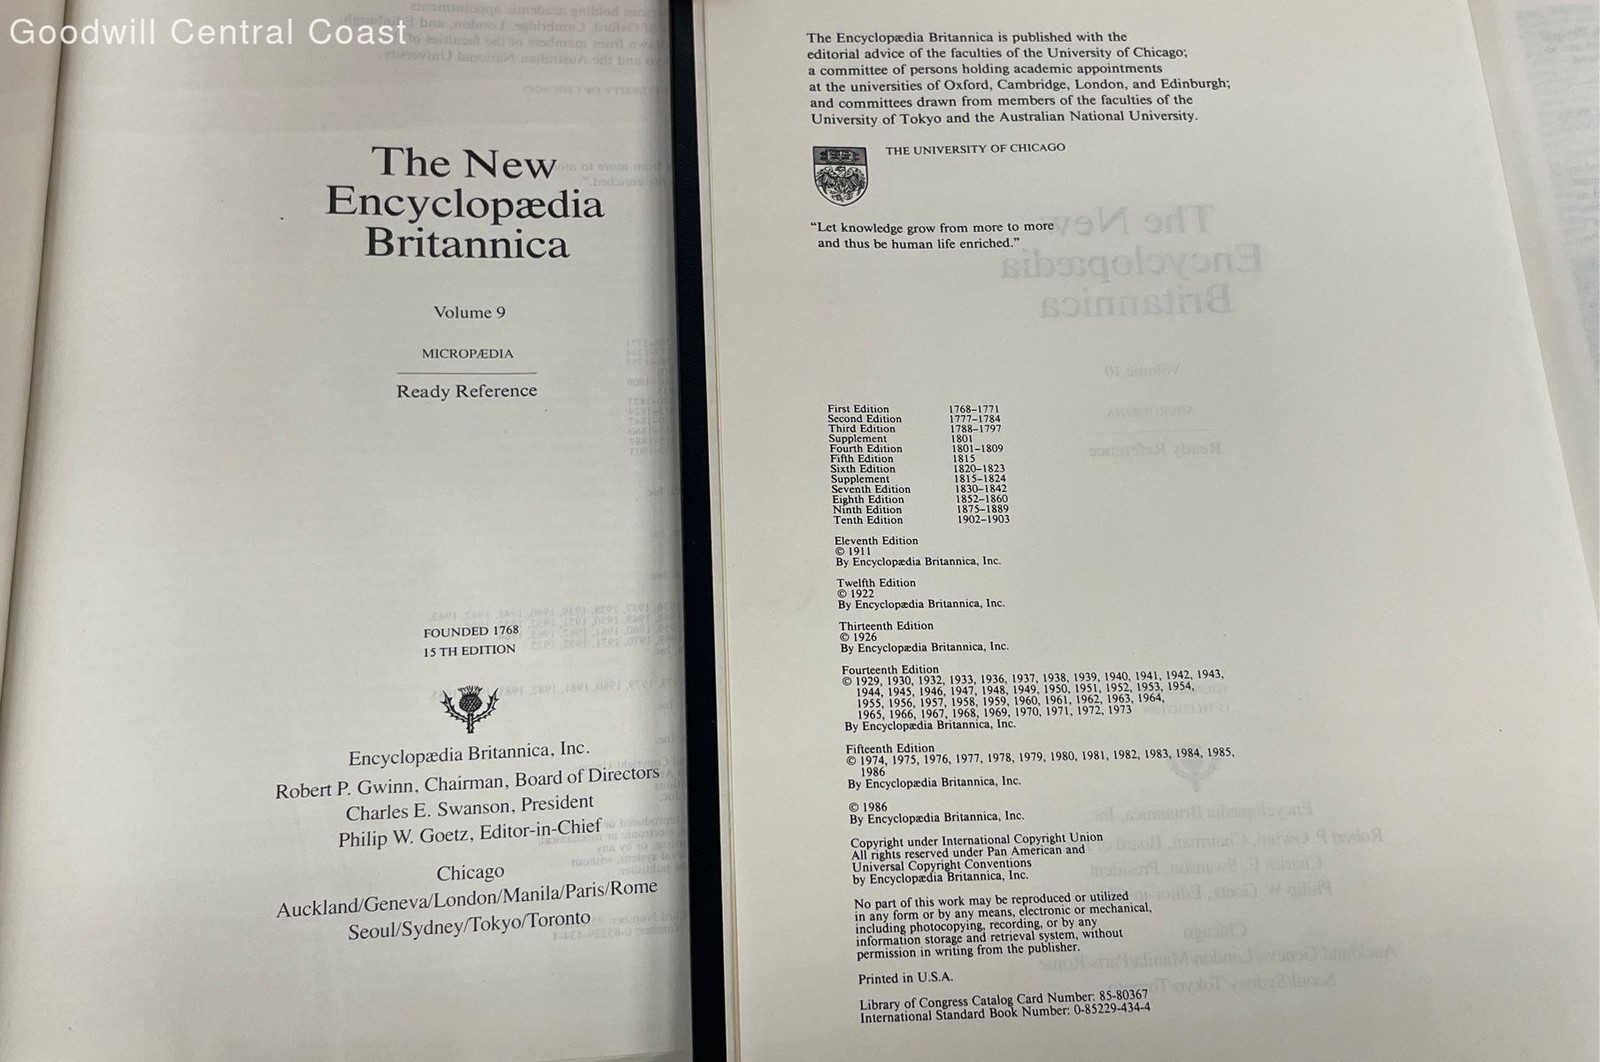 Goodwill Central Coast
The New
Encyclopædia
Britannica
Volume 9
MICROPÆDIA
Ready Reference
FOUNDED 1768
15 TH EDITION
Encyclopædia Britannica, Inc.
Robert P. Gwinn, Chairman, Board of Directors
Charles E. Swanson, President
Philip W. Goetz, Editor-in-Chief
Chicago
Auckland/Geneva/London/Manila/Paris/Rome
Seoul/Sydney/Tokyo/Toronto
The Encyclopædia Britannica is published with the
editorial advice of the faculties of the University of Chicago;
a committee of persons holding academic appointments
at the universities of Oxford, Cambridge, London, and Edinburgh;
and committees drawn from members of the faculties of the
University of Tokyo and the Australian National University.
THE UNIVERSITY OF CHICAGO
“Let knowledge grow from more to more
and thus be human life enriched.”
First Edition 1768–1771
Second Edition 1777–1784
Third Edition 1788–1797
Supplement 1801
Fourth Edition 1801–1809
Fifth Edition 1815
Sixth Edition 1820–1823
Supplement 1815–1824
Seventh Edition 1830–1842
Eighth Edition 1852–1860
Ninth Edition 1875–1889
Tenth Edition 1902–1903
Eleventh Edition
© 1911
By Encyclopædia Britannica, Inc.
Twelfth Edition
© 1922
By Encyclopædia Britannica, Inc.
Thirteenth Edition
© 1926
By Encyclopædia Britannica, Inc.
Fourteenth Edition
© 1929, 1930, 1932, 1933, 1936, 1937, 1938, 1939, 1940, 1941, 1942, 1943,
1944, 1945, 1946, 1947, 1948, 1949, 1950, 1951, 1952, 1953, 1954,
1955, 1956, 1957, 1958, 1959, 1960, 1961, 1962, 1963, 1964,
1965, 1966, 1967, 1968, 1969, 1970, 1971, 1972, 1973
By Encyclopædia Britannica, Inc.
Fifteenth Edition
© 1974, 1975, 1976, 1977, 1978, 1979, 1980, 1981, 1982, 1983, 1984, 1985,
1986
By Encyclopædia Britannica, Inc.
© 1986
By Encyclopædia Britannica, Inc.
Copyright under International Copyright Union
All rights reserved under Pan American and
Universal Copyright Conventions
by Encyclopædia Britannica, Inc.
No part of this work may be reproduced or utilized
in any form or by any means, electronic or mechanical,
including photocopying, recording, or by any
information storage and retrieval system, without
permission in writing from the publisher.
Printed in U.S.A.
Library of Congress Catalog Card Number: 85-80367
International Standard Book Number: 0-85229-434-4